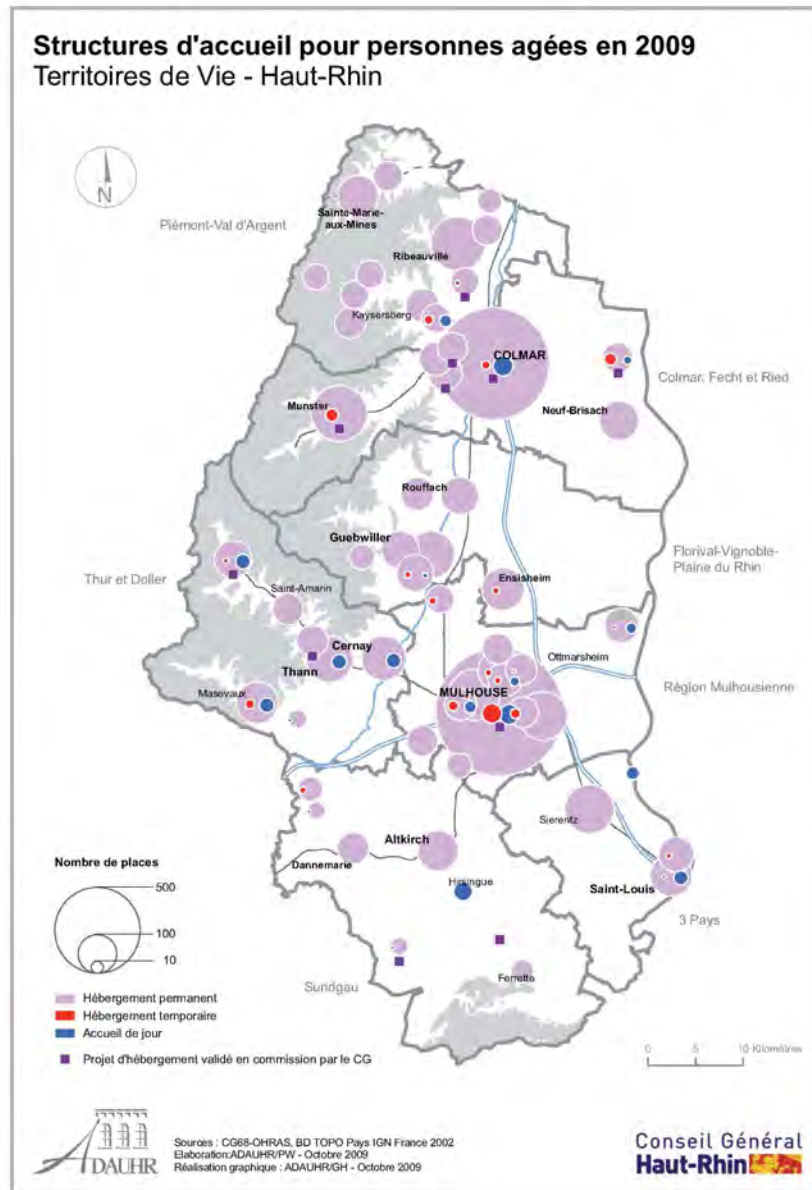 Structures d'accueil pour personnes agées en 2009
Territoires de Vie - Haut-Rhin
N
Piémont-Val d'Argent
Sainte-Marie-
aux-Mines
Ribeauvillé
Kaysersberg
COLMAR
Colmar, Fecht et Ried
Munster
Neuf-Brisach
Rouffach
Guebwiller
Florival-Vignoble-
Plaine du Rhin
Thur et Doller
Ensisheim
Saint-Amarin
Cernay
Ottmarsheim
Thann
MULHOUSE
Région Mulhousienne
Masevaux
Sierentz
Altkirch
Dannemarie
Hirsingue
Saint-Louis
3 Pays
Sundgau
Ferrette
Nombre de places
500
100
10
Hébergement permanent
Hébergement temporaire
Accueil de jour
Projet d'hébergement validé en commission par le CG
0 5 10 Kilomètres
ADAUHR
Sources : CG68-OHRAS, BD TOPO Pays IGN France 2002
Elaboration:ADAUHR/PW - Octobre 2009
Réalisation graphique : ADAUHR/GH - Octobre 2009
Conseil Général
Haut-Rhin